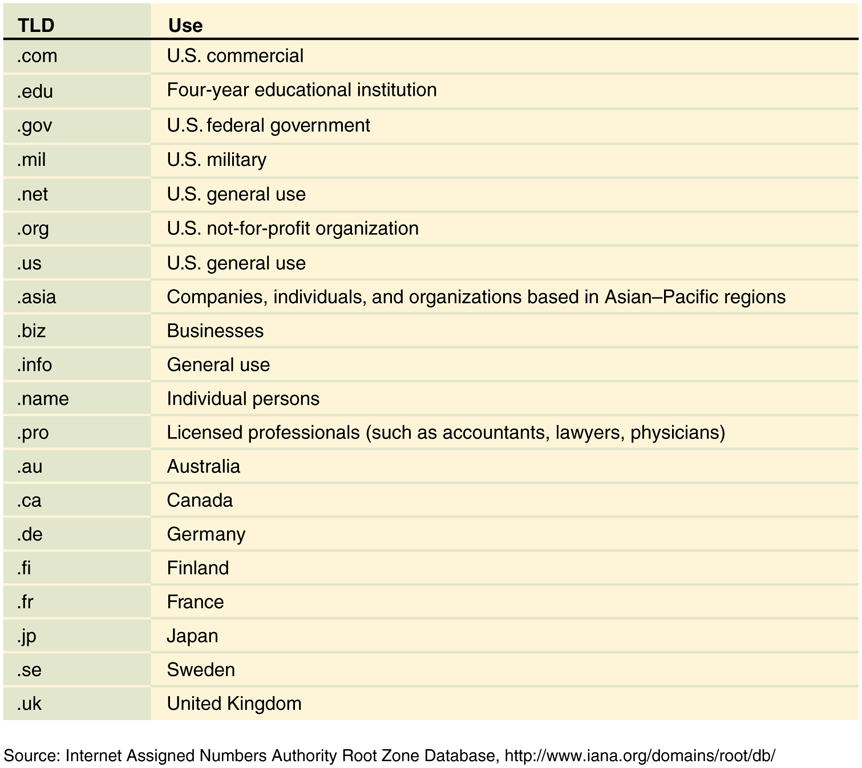 TLD Use
.com U.S. commercial
.edu Four-year educational institution
.gov U.S. federal government
.mil U.S. military
.net U.S. general use
.org U.S. not-for-profit organization
.us U.S. general use
.asia Companies, individuals, and organizations based in Asian–Pacific regions
.biz Businesses
.info General use
.name Individual persons
.pro Licensed professionals (such as accountants, lawyers, physicians)
.au Australia
.ca Canada
.de Germany
.fi Finland
.fr France
.jp Japan
.se Sweden
.uk United Kingdom
Source: Internet Assigned Numbers Authority Root Zone Database, http://www.iana.org/domains/root/db/